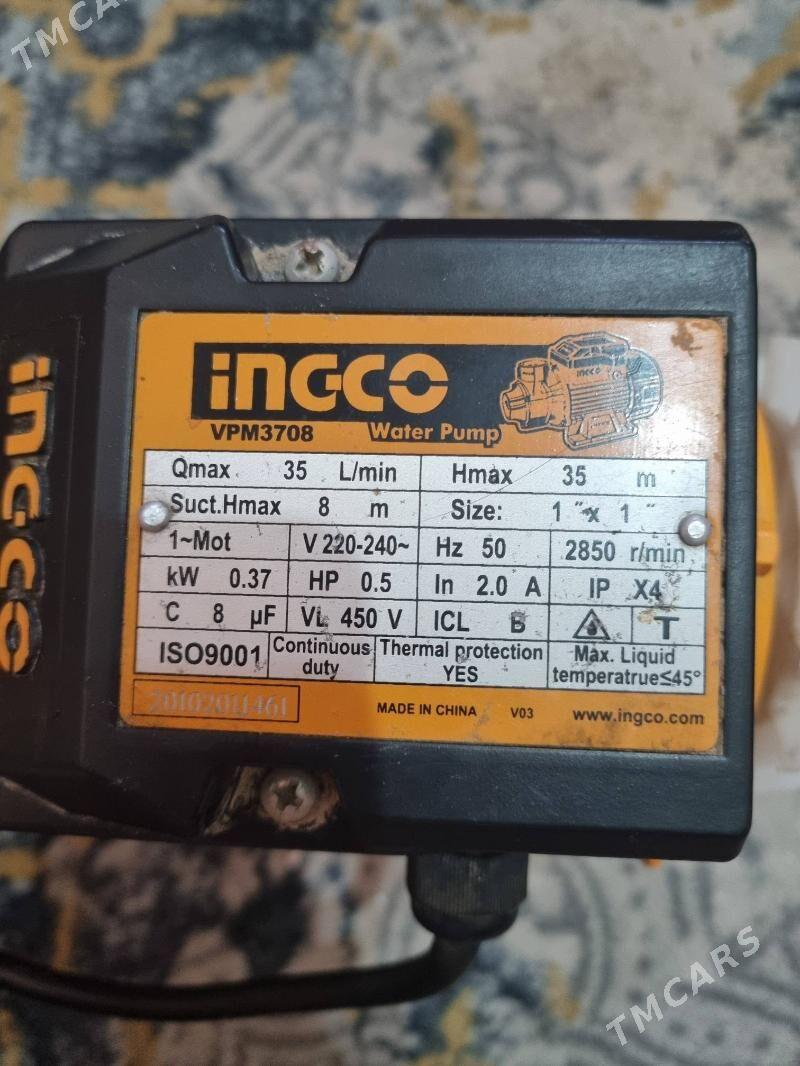 TMCARS
INGCO
INGCO
INGCO
VPM3708 Water Pump
Qmax 35 L/min Hmax 35 m
Suct.Hmax 8 m Size: 1 ″ x 1 ″
1~Mot V 220-240~ Hz 50 2850 r/min
kW 0.37 HP 0.5 In 2.0 A IP X4
C 8 µF VL 450 V ICL B T
ISO9001 Continuous duty Thermal protection YES Max. Liquid temperatrue≤45°
20102011461 MADE IN CHINA V03 www.ingco.com
TMCARS